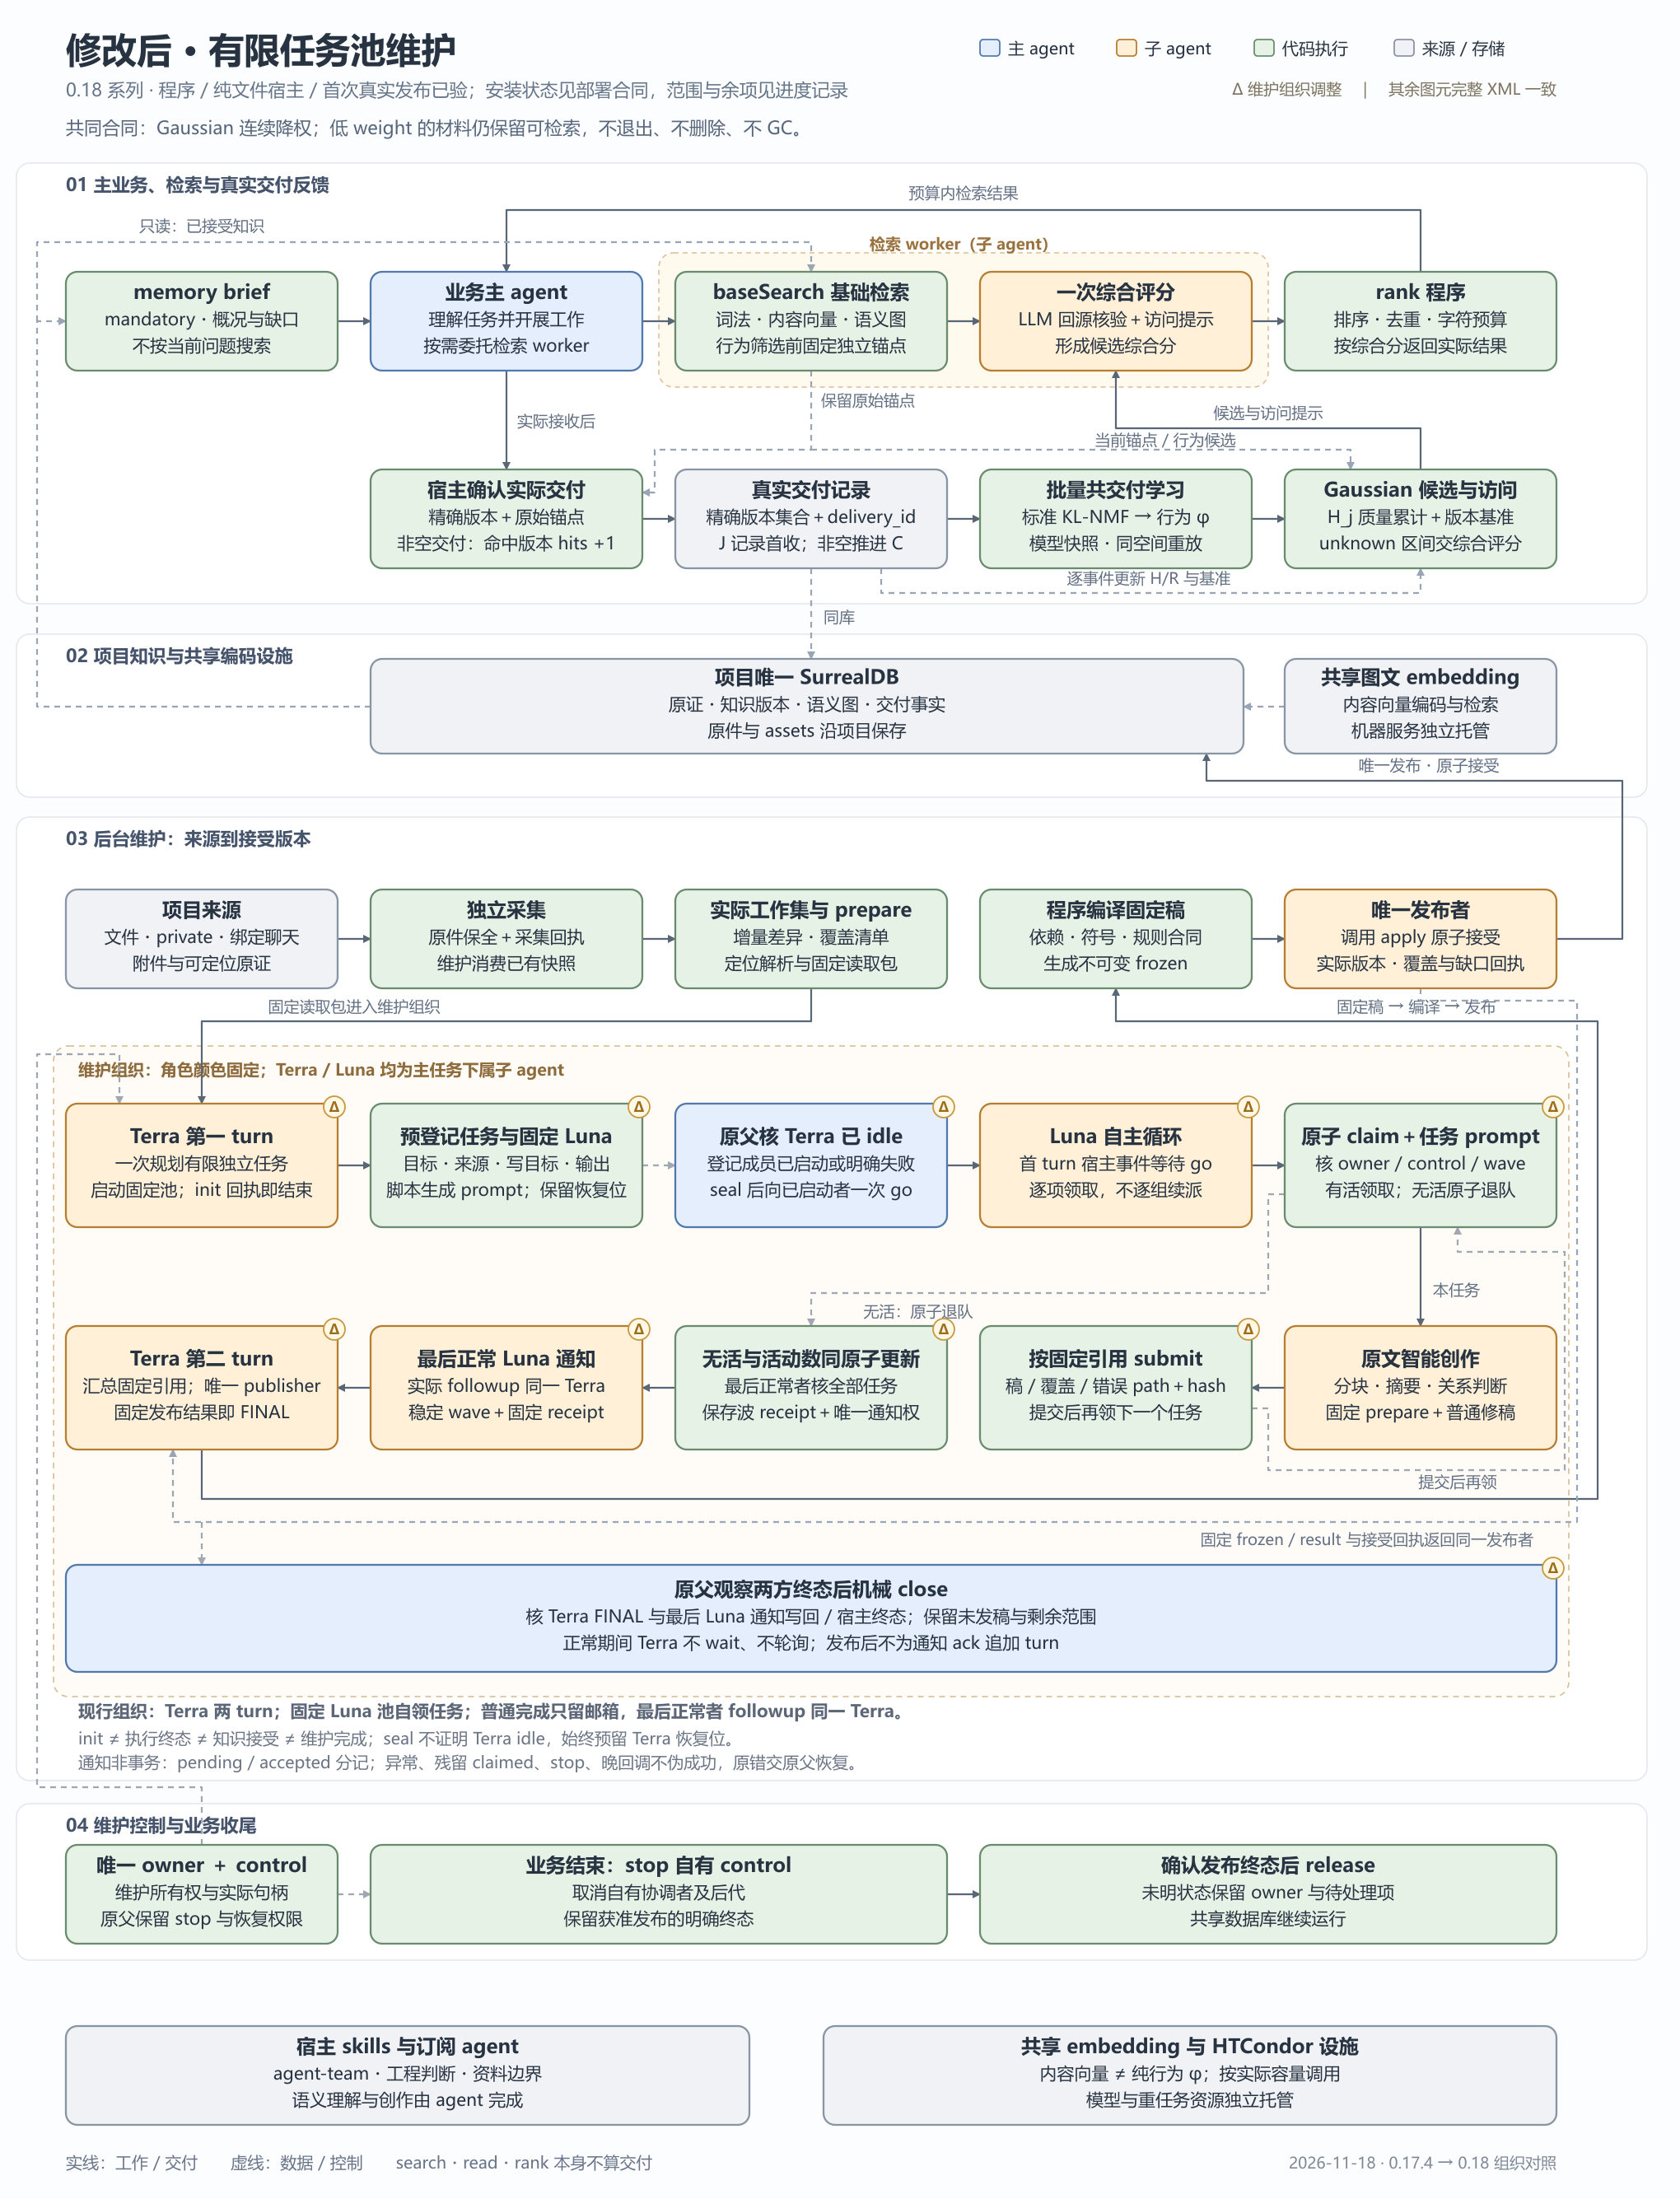 修改后 • 有限任务池维护
主 agent
子 agent
代码执行
来源 / 存储
0.18 系列 · 程序 / 纯文件宿主 / 首次真实发布已验；安装状态见部署合同，范围与余项见进度记录
Δ 维护组织调整 | 其余图元完整 XML 一致
共同合同：Gaussian 连续降权；低 weight 的材料仍保留可检索，不退出、不删除、不 GC。
01 主业务、检索与真实交付反馈
预算内检索结果
只读：已接受知识
检索 worker（子 agent）
memory brief
mandatory · 概况与缺口
不按当前问题搜索
业务主 agent
理解任务并开展工作
按需委托检索 worker
baseSearch 基础检索
词法 · 内容向量 · 语义图
行为筛选前固定独立锚点
一次综合评分
LLM 回源核验 + 访问提示
形成候选综合分
rank 程序
排序 · 去重 · 字符预算
按综合分返回实际结果
保留原始锚点
实际接收后
候选与访问提示
当前锚点 / 行为候选
宿主确认实际交付
精确版本 + 原始锚点
非空交付：命中版本 hits +1
真实交付记录
精确版本集合 + delivery_id
J 记录首收；非空推进 C
批量共交付学习
标准 KL-NMF → 行为 φ
模型快照 · 同空间重放
Gaussian 候选与访问
H_j 质量累计 + 版本基准
unknown 区间交综合评分
逐事件更新 H/R 与基准
同库
02 项目知识与共享编码设施
项目唯一 SurrealDB
原证 · 知识版本 · 语义图 · 交付事实
原件与 assets 沿项目保存
共享图文 embedding
内容向量编码与检索
机器服务独立托管
唯一发布 · 原子接受
03 后台维护：来源到接受版本
项目来源
文件 · private · 绑定聊天
附件与可定位原证
独立采集
原件保全 + 采集回执
维护消费已有快照
实际工作集与 prepare
增量差异 · 覆盖清单
定位解析与固定读取包
程序编译固定稿
依赖 · 符号 · 规则合同
生成不可变 frozen
唯一发布者
调用 apply 原子接受
实际版本 · 覆盖与缺口回执
固定读取包进入维护组织
固定稿 → 编译 → 发布
维护组织：角色颜色固定；Terra / Luna 均为主任务下属子 agent
Δ
Δ
Δ
Δ
Δ
Terra 第一 turn
一次规划有限独立任务
启动固定池；init 回执即结束
预登记任务与固定 Luna
目标 · 来源 · 写目标 · 输出
脚本生成 prompt；保留恢复位
原父核 Terra 已 idle
登记成员已启动或明确失败
seal 后向已启动者一次 go
Luna 自主循环
首 turn 宿主事件等待 go
逐项领取，不逐组续派
原子 claim + 任务 prompt
核 owner / control / wave
有活领取；无活原子退队
本任务
无活：原子退队
Δ
Δ
Δ
Δ
Terra 第二 turn
汇总固定引用；唯一 publisher
固定发布结果即 FINAL
最后正常 Luna 通知
实际 followup 同一 Terra
稳定 wave + 固定 receipt
无活与活动数同原子更新
最后正常者核全部任务
保存波 receipt + 唯一通知权
按固定引用 submit
稿 / 覆盖 / 错误 path + hash
提交后再领下一个任务
原文智能创作
分块 · 摘要 · 关系判断
固定 prepare + 普通修稿
提交后再领
固定 frozen / result 与接受回执返回同一发布者
Δ
原父观察两方终态后机械 close
核 Terra FINAL 与最后 Luna 通知写回 / 宿主终态；保留未发稿与剩余范围
正常期间 Terra 不 wait、不轮询；发布后不为通知 ack 追加 turn
现行组织：Terra 两 turn；固定 Luna 池自领任务；普通完成只留邮箱，最后正常者 followup 同一 Terra。
init ≠ 执行终态 ≠ 知识接受 ≠ 维护完成；seal 不证明 Terra idle，始终预留 Terra 恢复位。
通知非事务：pending / accepted 分记；异常、残留 claimed、stop、晚回调不伪成功，原错交原父恢复。
04 维护控制与业务收尾
唯一 owner + control
维护所有权与实际句柄
原父保留 stop 与恢复权限
业务结束：stop 自有 control
取消自有协调者及后代
保留获准发布的明确终态
确认发布终态后 release
未明状态保留 owner 与待处理项
共享数据库继续运行
宿主 skills 与订阅 agent
agent-team · 工程判断 · 资料边界
语义理解与创作由 agent 完成
共享 embedding 与 HTCondor 设施
内容向量 ≠ 纯行为 φ；按实际容量调用
模型与重任务资源独立托管
实线：工作 / 交付 虚线：数据 / 控制 search · read · rank 本身不算交付
2026-11-18 · 0.17.4 → 0.18 组织对照